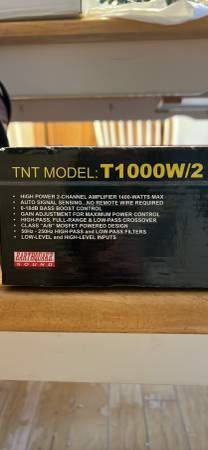 TNT MODEL: T1000W/2
• HIGH POWER 2-CHANNEL AMPLIFIER 1400-WATTS MAX
• AUTO SIGNAL SENSING...NO REMOTE WIRE REQUIRED
• 0-18dB BASS BOOST CONTROL
• GAIN ADJUSTMENT FOR MAXIMUM POWER CONTROL
• HIGH-PASS, FULL-RANGE & LOW-PASS CROSSOVER
• CLASS "A/B" MOSFET POWERED DESIGN
• 50Hz - 250Hz HIGH-PASS and LOW-PASS FILTERS
• LOW-LEVEL and HIGH-LEVEL INPUTS
EARTHQUAKE
SOUND